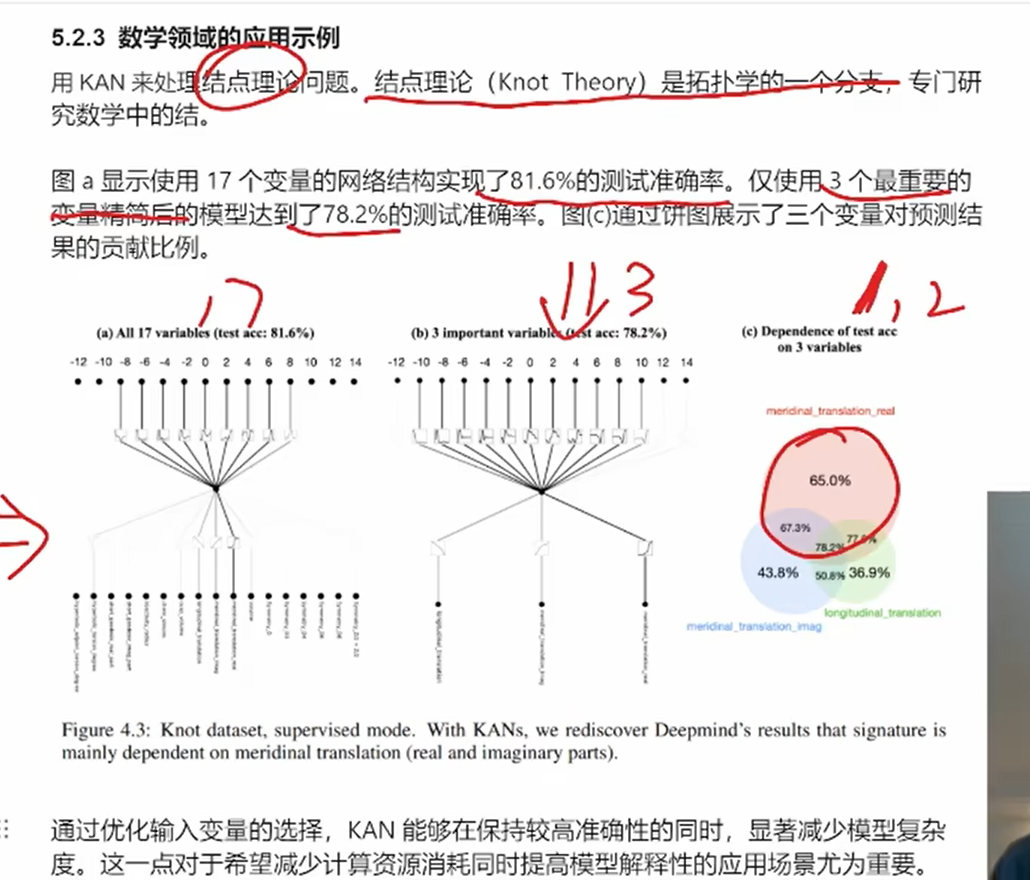 5.2.3 数学领域的应用示例
用 KAN 来处理结点理论问题。结点理论（Knot Theory）是拓扑学的一个分支，专门研
究数学中的结。
图 a 显示使用 17 个变量的网络结构实现了81.6%的测试准确率。仅使用 3 个最重要的
变量精简后的模型达到了78.2%的测试准确率。图(c)通过饼图展示了三个变量对预测结
果的贡献比例。
17 3 1, 2
(a) All 17 variables (test acc: 81.6%)
-12 -10 -8 -6 -4 -2 0 2 4 6 8 10 12 14
(b) 3 important variables (test acc: 78.2%)
-12 -10 -8 -6 -4 -2 0 2 4 6 8 10 12 14
(c) Dependence of test acc
on 3 variables
meridinal_translation_real
65.0%
67.3%
78.2%
43.8% 50.8% 36.9%
longitudinal_translation
meridinal_translation_imag
longitudinal_translation
meridinal_translation_imag
meridinal_translation_real
Figure 4.3: Knot dataset, supervised mode. With KANs, we rediscover Deepmind's results that signature is
mainly dependent on meridinal translation (real and imaginary parts).
通过优化输入变量的选择，KAN 能够在保持较高准确性的同时，显著减少模型复杂
度。这一点对于希望减少计算资源消耗同时提高模型解释性的应用场景尤为重要。